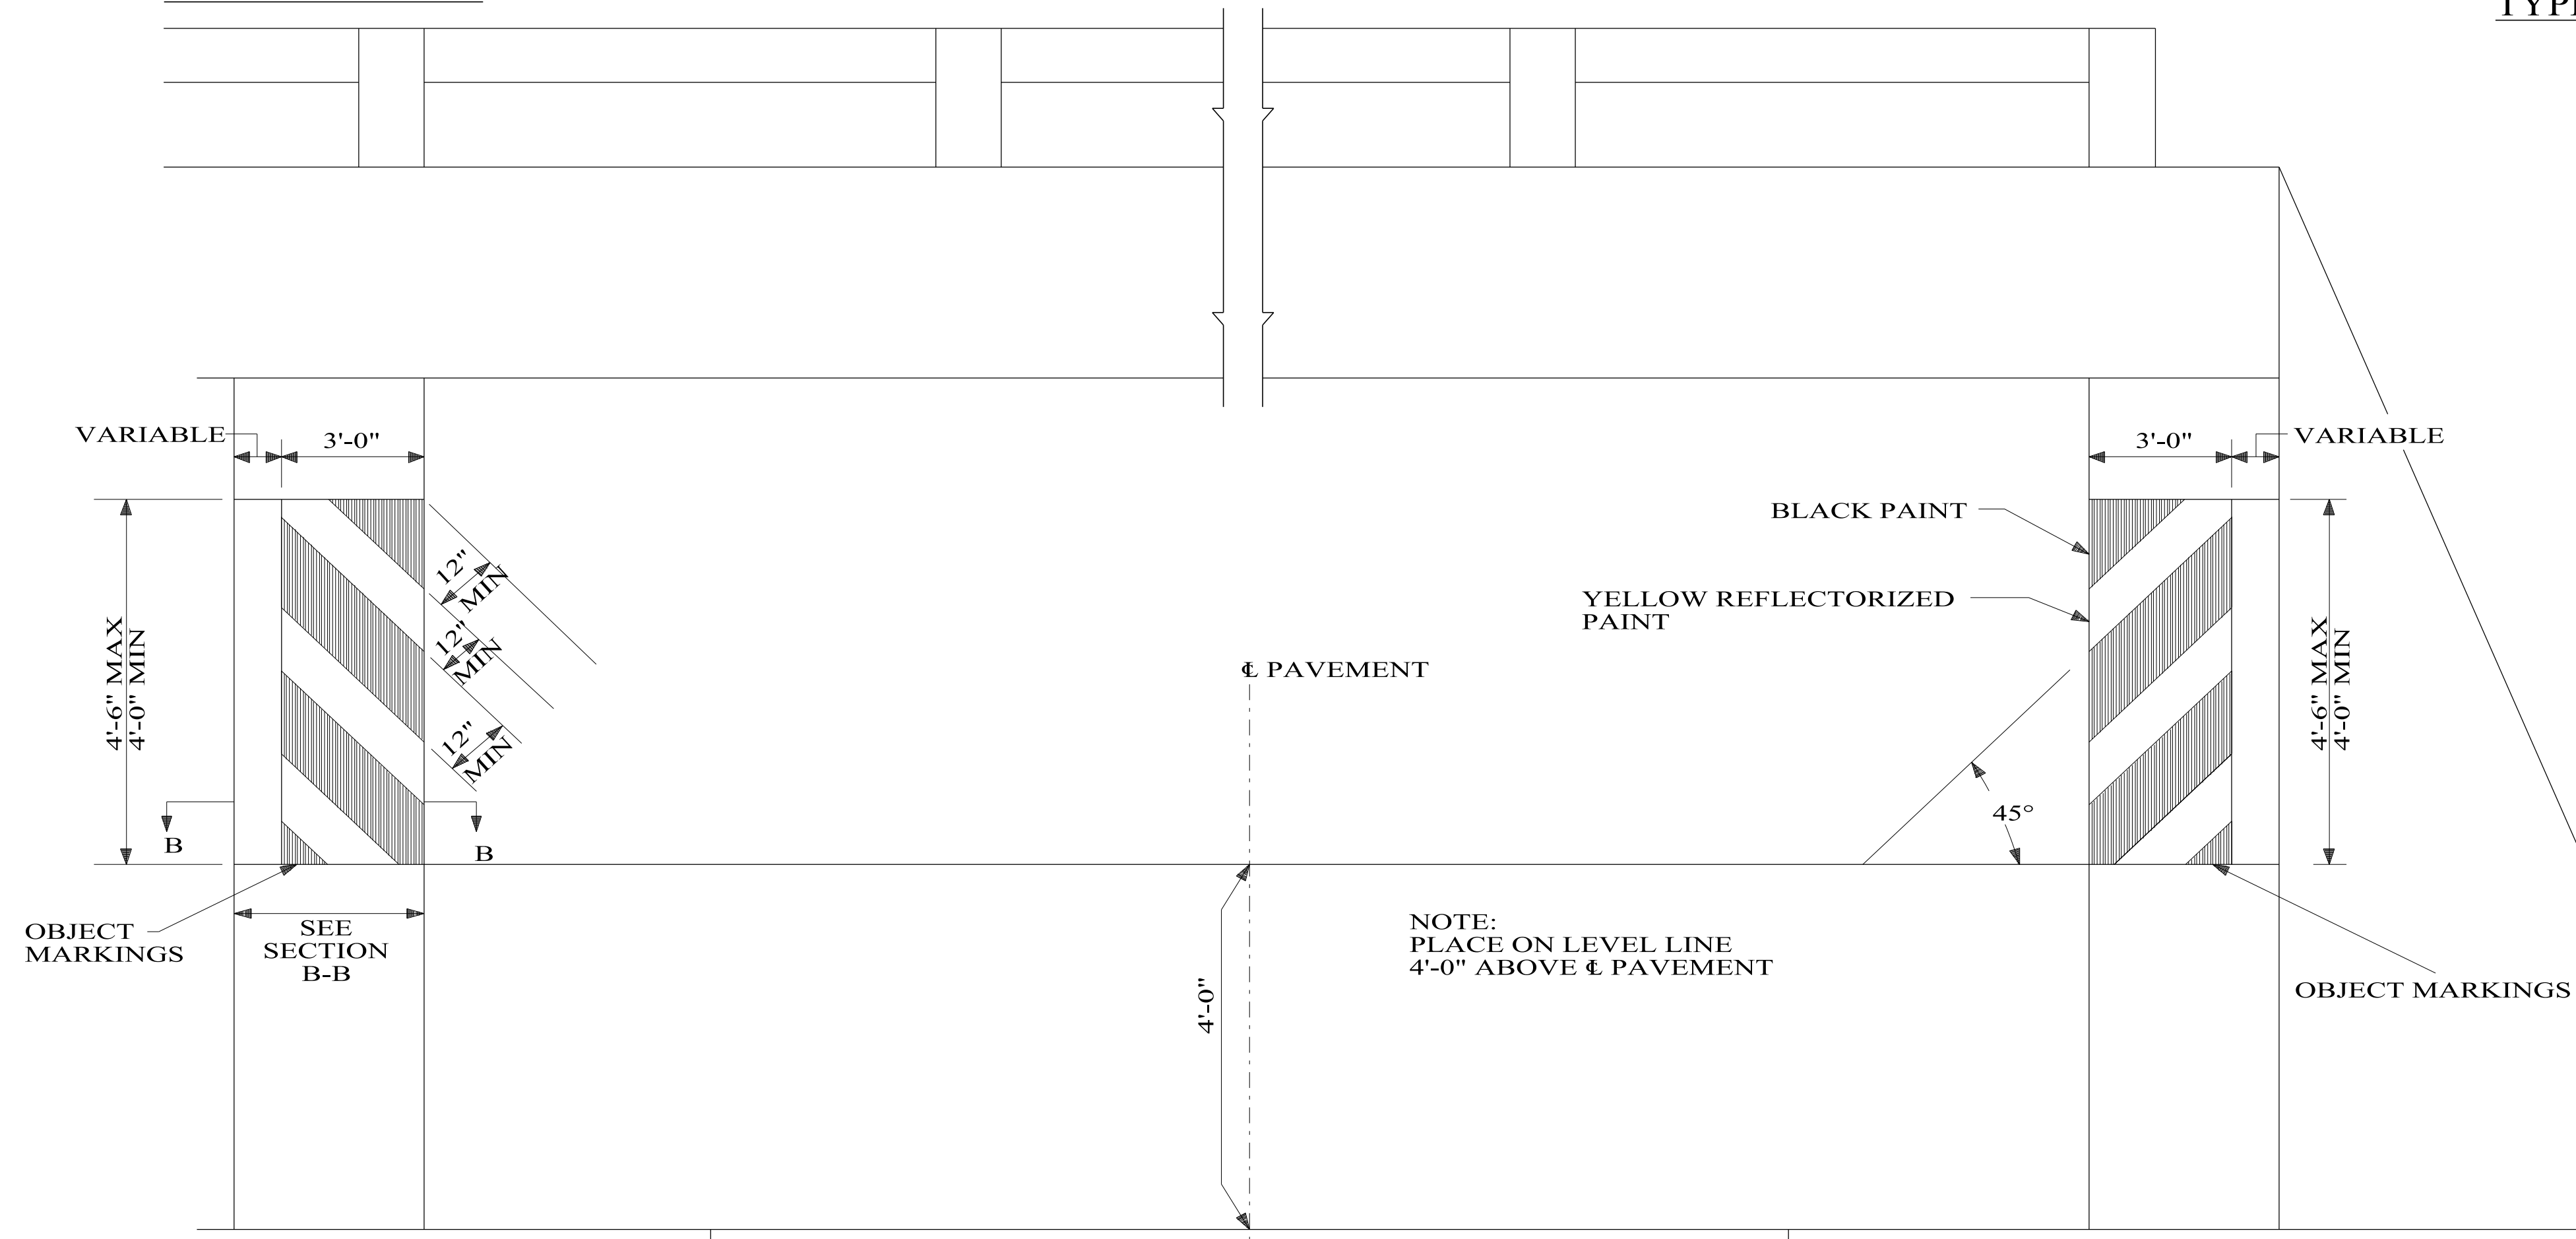 TYPE
VARIABLE
3'-0"
3'-0"
VARIABLE
BLACK PAINT
12"
MIN
YELLOW REFLECTORIZED
PAINT
12"
MIN
4'-6" MAX
4'-0" MIN
℄ PAVEMENT
4'-6" MAX
4'-0" MIN
12"
MIN
45°
B
B
OBJECT
MARKINGS
SEE
SECTION
B-B
NOTE:
PLACE ON LEVEL LINE
4'-0" ABOVE ℄ PAVEMENT
4'-0"
OBJECT MARKINGS